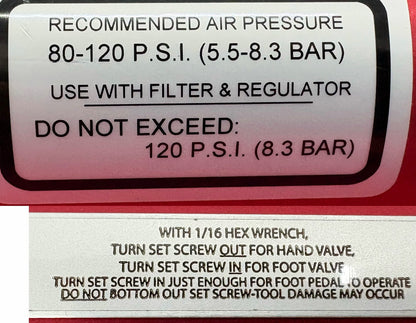 RECOMMENDED AIR PRESSURE
80-120 P.S.I. (5.5-8.3 BAR)
USE WITH FILTER & REGULATOR
DO NOT EXCEED:
120 P.S.I. (8.3 BAR)
WITH 1/16 HEX WRENCH,
TURN SET SCREW OUT FOR HAND VALVE,
TURN SET SCREW IN FOR FOOT VALVE
TURN SET SCREW IN JUST ENOUGH FOR FOOT PEDAL TO OPERATE
DO NOT BOTTOM OUT SET SCREW-TOOL DAMAGE MAY OCCUR